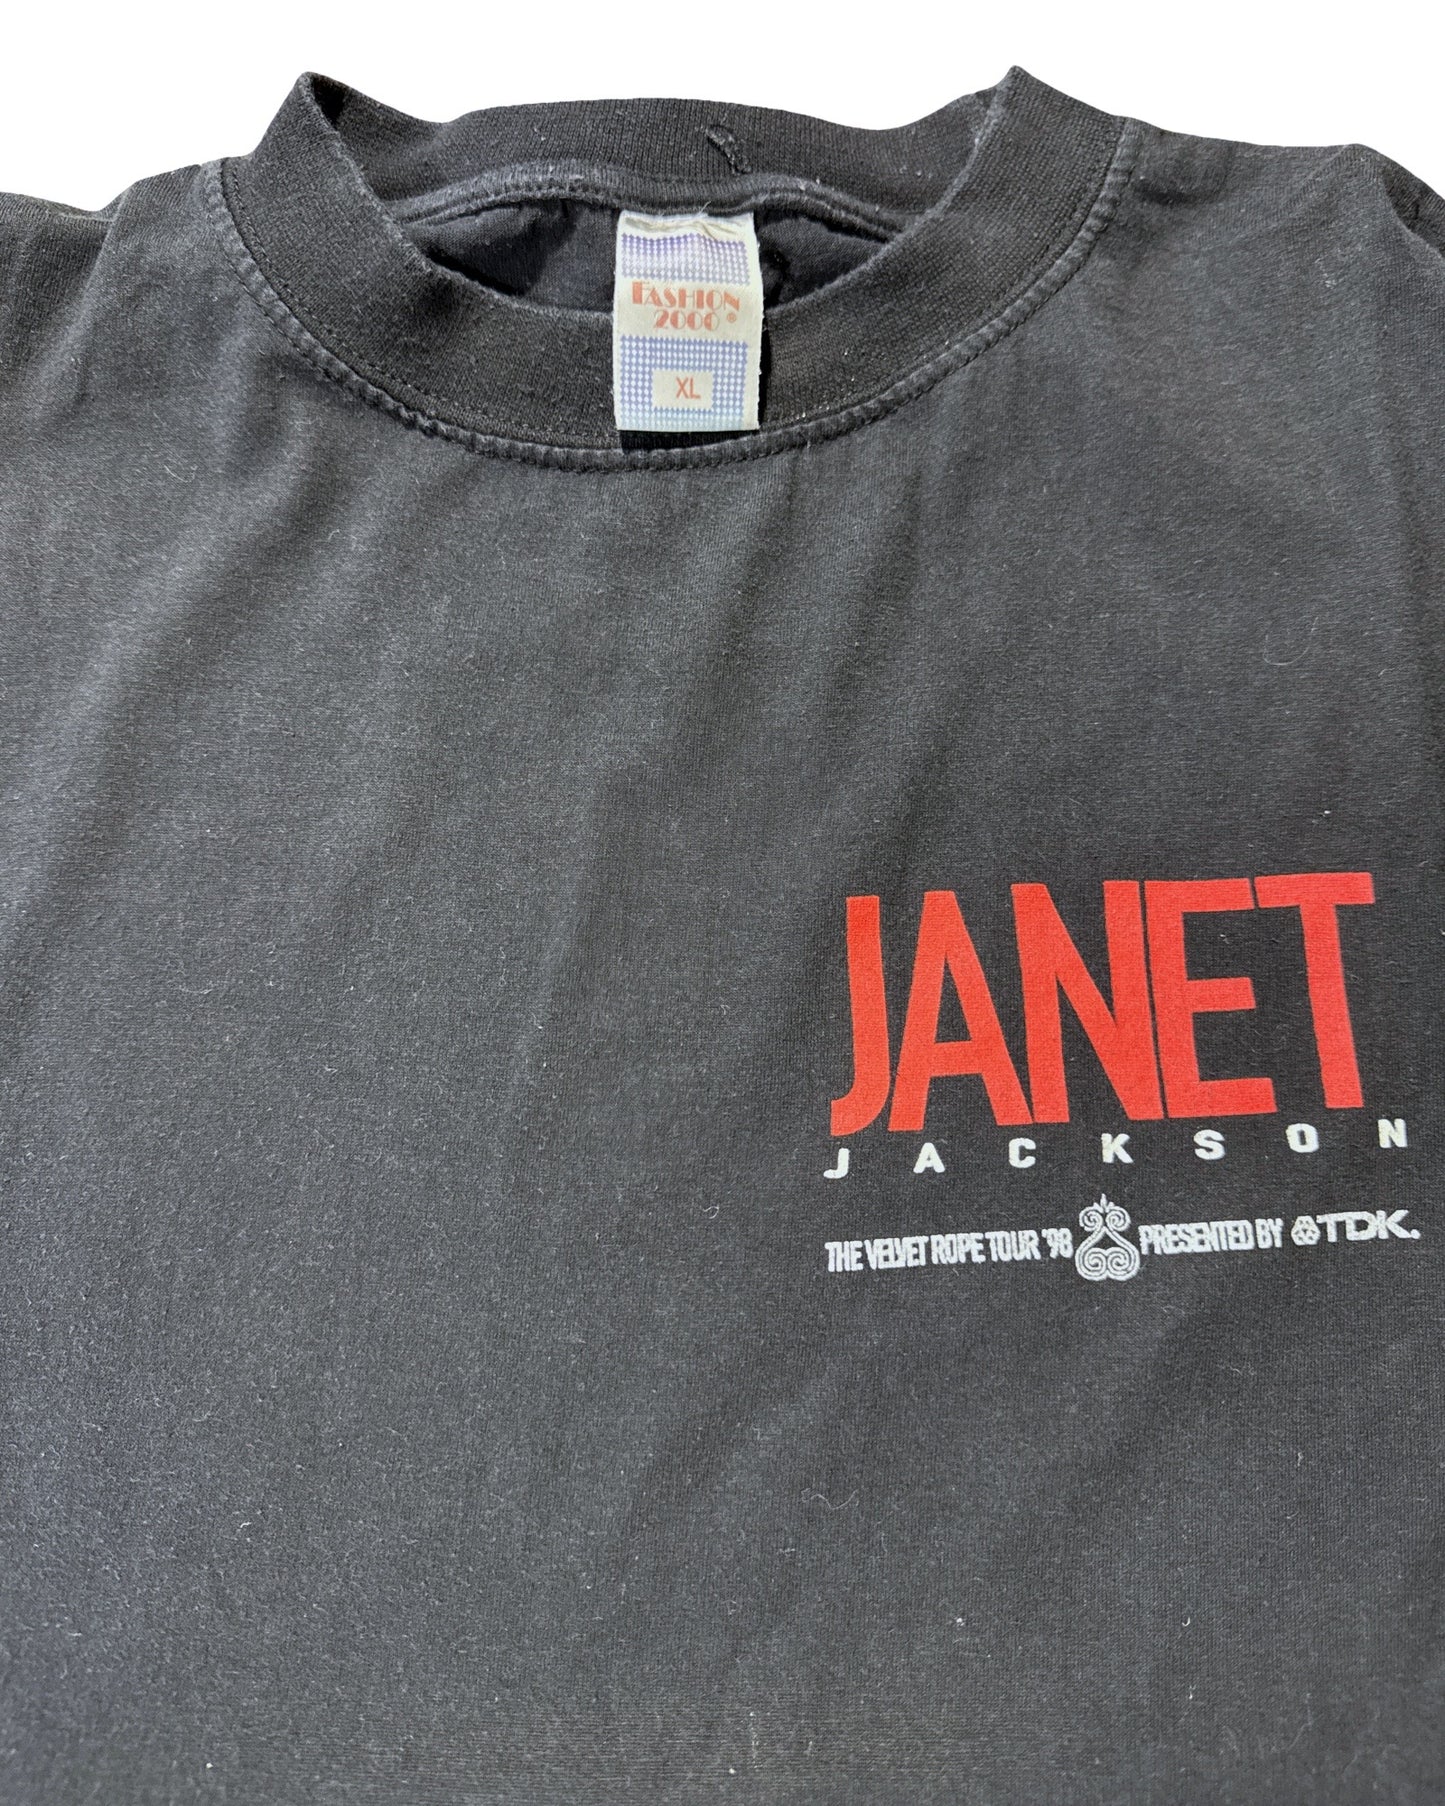 FASHION
2000 ®
XL
JANET
JACKSON
THE VELVET ROPE TOUR '98 PRESENTED BY TDK.